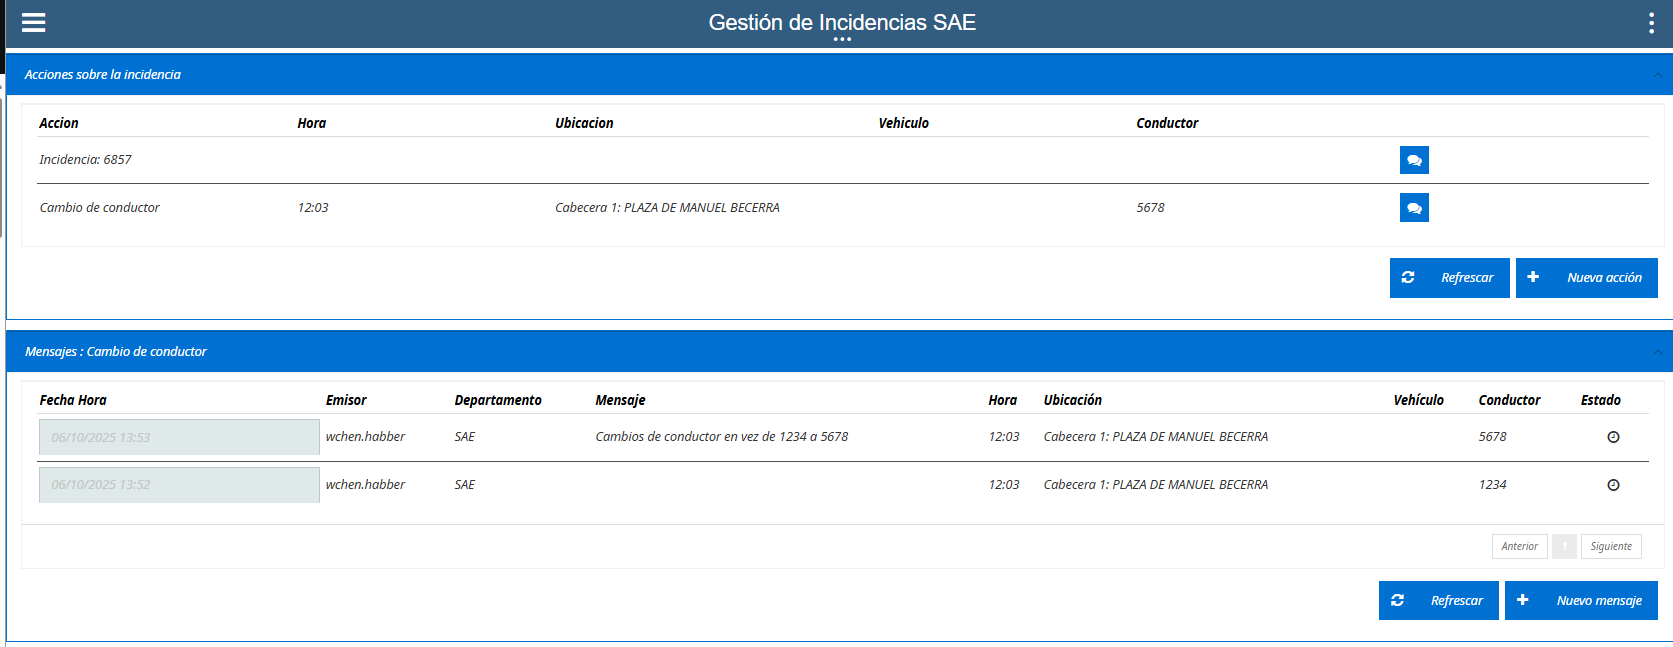 Gestión de Incidencias SAE
Acciones sobre la incidencia
Accion Hora Ubicacion Vehiculo Conductor
Incidencia: 6857
Cambio de conductor 12:03 Cabecera 1: PLAZA DE MANUEL BECERRA 5678
Refrescar Nueva acción
Mensajes : Cambio de conductor
Fecha Hora Emisor Departamento Mensaje Hora Ubicación Vehículo Conductor Estado
06/10/2025 13:53 wchen.habber SAE Cambios de conductor en vez de 1234 a 5678 12:03 Cabecera 1: PLAZA DE MANUEL BECERRA 5678
06/10/2025 13:52 wchen.habber SAE 12:03 Cabecera 1: PLAZA DE MANUEL BECERRA 1234
Anterior 1 Siguiente
Refrescar Nuevo mensaje